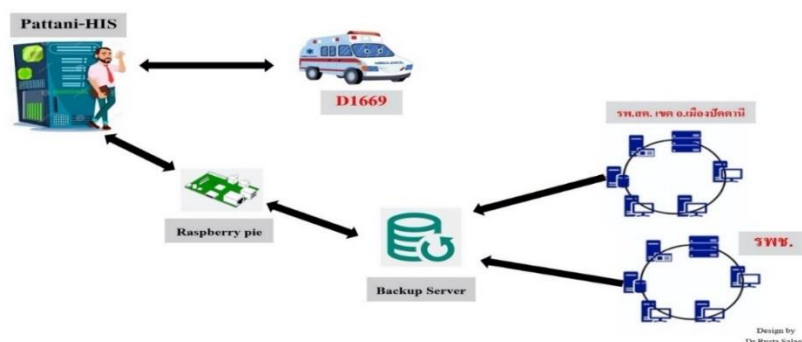 Pattani-HIS
D1669
รพ.สต. เขต อ.เมืองปัตตานี
Raspberry pie
รพช.
Backup Server
Design by